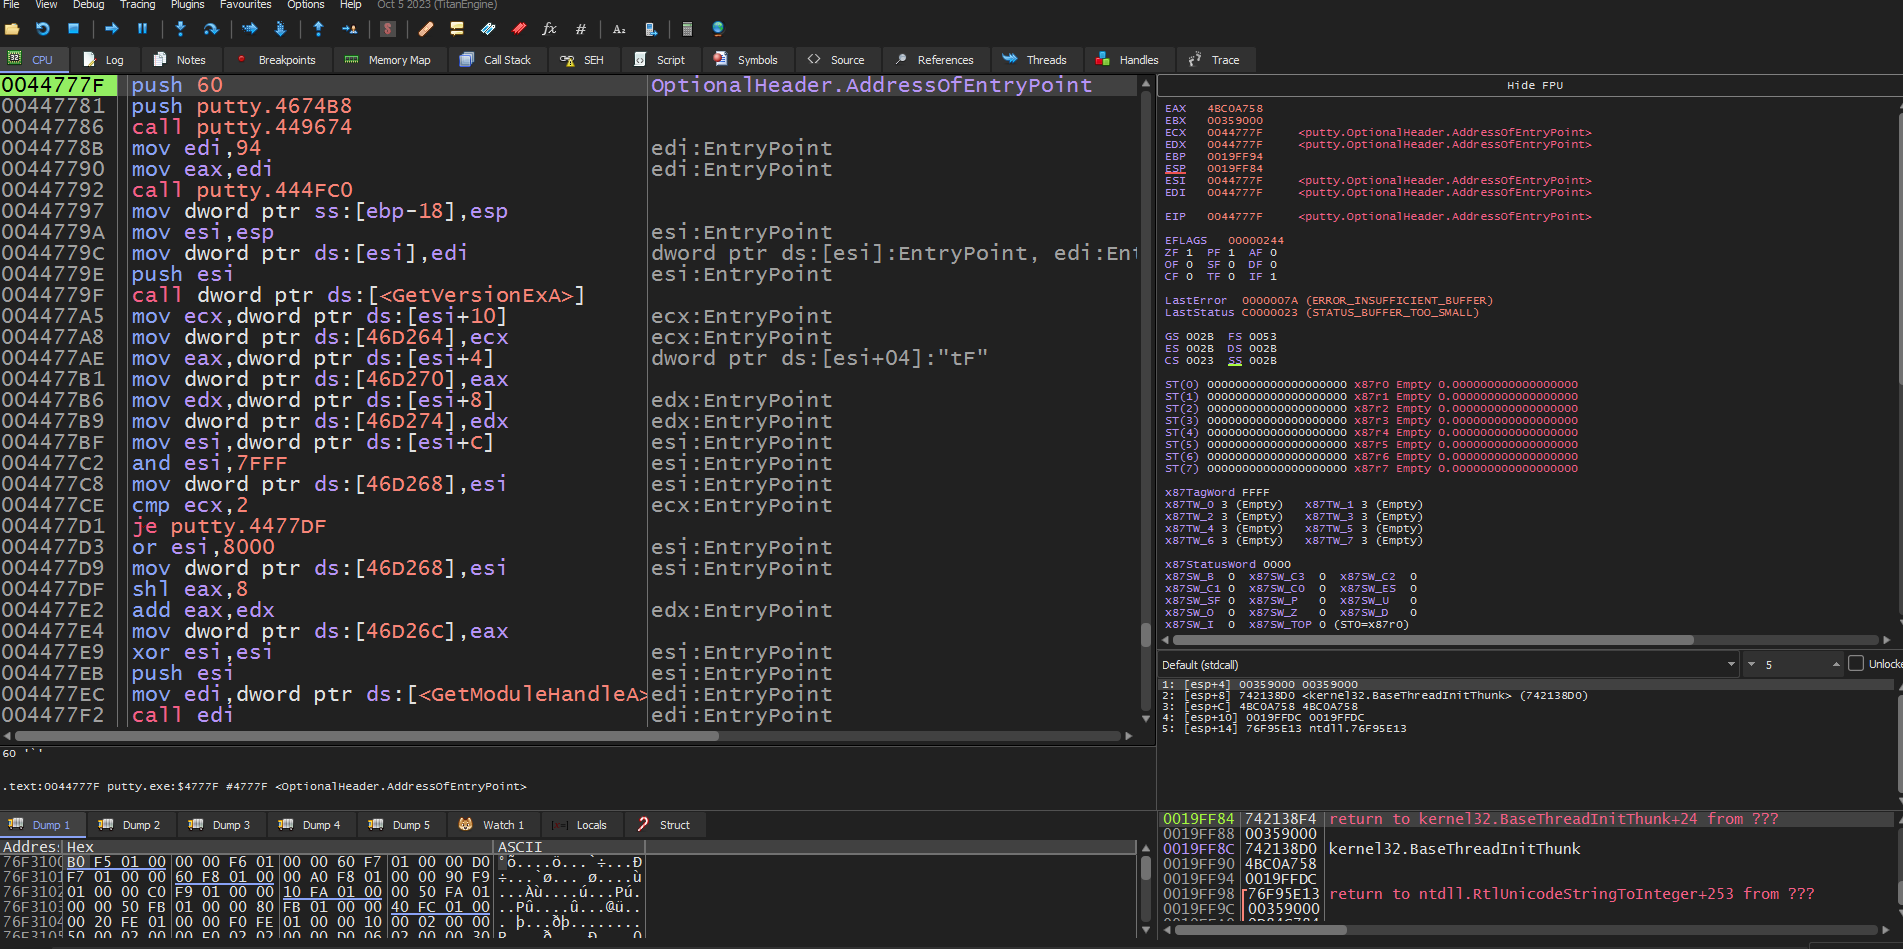 File View Debug Tracing Plugins Favourites Options Help Oct 5 2023 (TitanEngine)
CPU Log Notes Breakpoints Memory Map Call Stack SEH Script Symbols Source References Threads Handles Trace
0044777F push 60 OptionalHeader.AddressOfEntryPoint
00447781 push putty.4674B8
00447786 call putty.449674
0044778B mov edi,94 edi:EntryPoint
00447790 mov eax,edi edi:EntryPoint
00447792 call putty.444FC0
00447797 mov dword ptr ss:[ebp-18],esp
0044779A mov esi,esp esi:EntryPoint
0044779C mov dword ptr ds:[esi],edi dword ptr ds:[esi]:EntryPoint, edi:En
0044779E push esi esi:EntryPoint
0044779F call dword ptr ds:[<GetVersionExA>]
004477A5 mov ecx,dword ptr ds:[esi+10] ecx:EntryPoint
004477A8 mov dword ptr ds:[46D264],ecx ecx:EntryPoint
004477AE mov eax,dword ptr ds:[esi+4] dword ptr ds:[esi+04]:"tF"
004477B1 mov dword ptr ds:[46D270],eax
004477B6 mov edx,dword ptr ds:[esi+8] edx:EntryPoint
004477B9 mov dword ptr ds:[46D274],edx edx:EntryPoint
004477BF mov esi,dword ptr ds:[esi+C] esi:EntryPoint
004477C2 and esi,7FFF esi:EntryPoint
004477C8 mov dword ptr ds:[46D268],esi esi:EntryPoint
004477CE cmp ecx,2 ecx:EntryPoint
004477D1 je putty.4477DF
004477D3 or esi,8000 esi:EntryPoint
004477D9 mov dword ptr ds:[46D268],esi esi:EntryPoint
004477DF shl eax,8
004477E2 add eax,edx edx:EntryPoint
004477E4 mov dword ptr ds:[46D26C],eax
004477E9 xor esi,esi esi:EntryPoint
004477EB push esi esi:EntryPoint
004477EC mov edi,dword ptr ds:[<GetModuleHandleA> edi:EntryPoint
004477F2 call edi edi:EntryPoint
60 '`'
.text:0044777F putty.exe:$4777F #4777F <OptionalHeader.AddressOfEntryPoint>
Hide FPU
EAX 4BC0A758
EBX 00359000
ECX 0044777F <putty.OptionalHeader.AddressOfEntryPoint>
EDX 0044777F <putty.OptionalHeader.AddressOfEntryPoint>
EBP 0019FF94
ESP 0019FF84
ESI 0044777F <putty.OptionalHeader.AddressOfEntryPoint>
EDI 0044777F <putty.OptionalHeader.AddressOfEntryPoint>
EIP 0044777F <putty.OptionalHeader.AddressOfEntryPoint>
EFLAGS 00000244
ZF 1 PF 1 AF 0
OF 0 SF 0 DF 0
CF 0 TF 0 IF 1
LastError 0000007A (ERROR_INSUFFICIENT_BUFFER)
LastStatus C0000023 (STATUS_BUFFER_TOO_SMALL)
GS 002B FS 0053
ES 002B DS 002B
CS 0023 SS 002B
ST(0) 00000000000000000000 x87r0 Empty 0.000000000000000000
ST(1) 00000000000000000000 x87r1 Empty 0.000000000000000000
ST(2) 00000000000000000000 x87r2 Empty 0.000000000000000000
ST(3) 00000000000000000000 x87r3 Empty 0.000000000000000000
ST(4) 00000000000000000000 x87r4 Empty 0.000000000000000000
ST(5) 00000000000000000000 x87r5 Empty 0.000000000000000000
ST(6) 00000000000000000000 x87r6 Empty 0.000000000000000000
ST(7) 00000000000000000000 x87r7 Empty 0.000000000000000000
x87TagWord FFFF
x87TW_0 3 (Empty) x87TW_1 3 (Empty)
x87TW_2 3 (Empty) x87TW_3 3 (Empty)
x87TW_4 3 (Empty) x87TW_5 3 (Empty)
x87TW_6 3 (Empty) x87TW_7 3 (Empty)
x87StatusWord 0000
x87SW_B 0 x87SW_C3 0 x87SW_C2 0
x87SW_C1 0 x87SW_C0 0 x87SW_ES 0
x87SW_SF 0 x87SW_P 0 x87SW_U 0
x87SW_O 0 x87SW_Z 0 x87SW_D 0
x87SW_I 0 x87SW_TOP 0 (ST0=x87r0)
Default (stdcall) 5 Unlocke
1: [esp+4] 00359000 00359000
2: [esp+8] 742138D0 <kernel32.BaseThreadInitThunk> (742138D0)
3: [esp+C] 4BC0A758 4BC0A758
4: [esp+10] 0019FFDC 0019FFDC
5: [esp+14] 76F95E13 ntdll.76F95E13
Dump 1 Dump 2 Dump 3 Dump 4 Dump 5 Watch 1 Locals Struct
Address Hex ASCII
76F3100 B0 F5 01 00 00 00 F6 01 00 00 60 F7 01 00 00 D0 °õ....ö...`÷...Ð
76F3101 F7 01 00 00 60 F8 01 00 00 A0 F8 01 00 00 90 F9 ÷...`ø... ø....ù
76F3102 01 00 00 C0 F9 01 00 00 10 FA 01 00 00 50 FA 01 ...Àù....ú...Pú.
76F3103 00 00 50 FB 01 00 00 80 FB 01 00 00 40 FC 01 00 ..Pû....û...@ü..
76F3104 00 20 FE 01 00 00 F0 FE 01 00 00 10 00 02 00 00 . þ...ðþ........
0019FF84 742138F4 return to kernel32.BaseThreadInitThunk+24 from ???
0019FF88 00359000
0019FF8C 742138D0 kernel32.BaseThreadInitThunk
0019FF90 4BC0A758
0019FF94 0019FFDC
0019FF98 76F95E13 return to ntdll.RtlUnicodeStringToInteger+253 from ???
0019FF9C 00359000